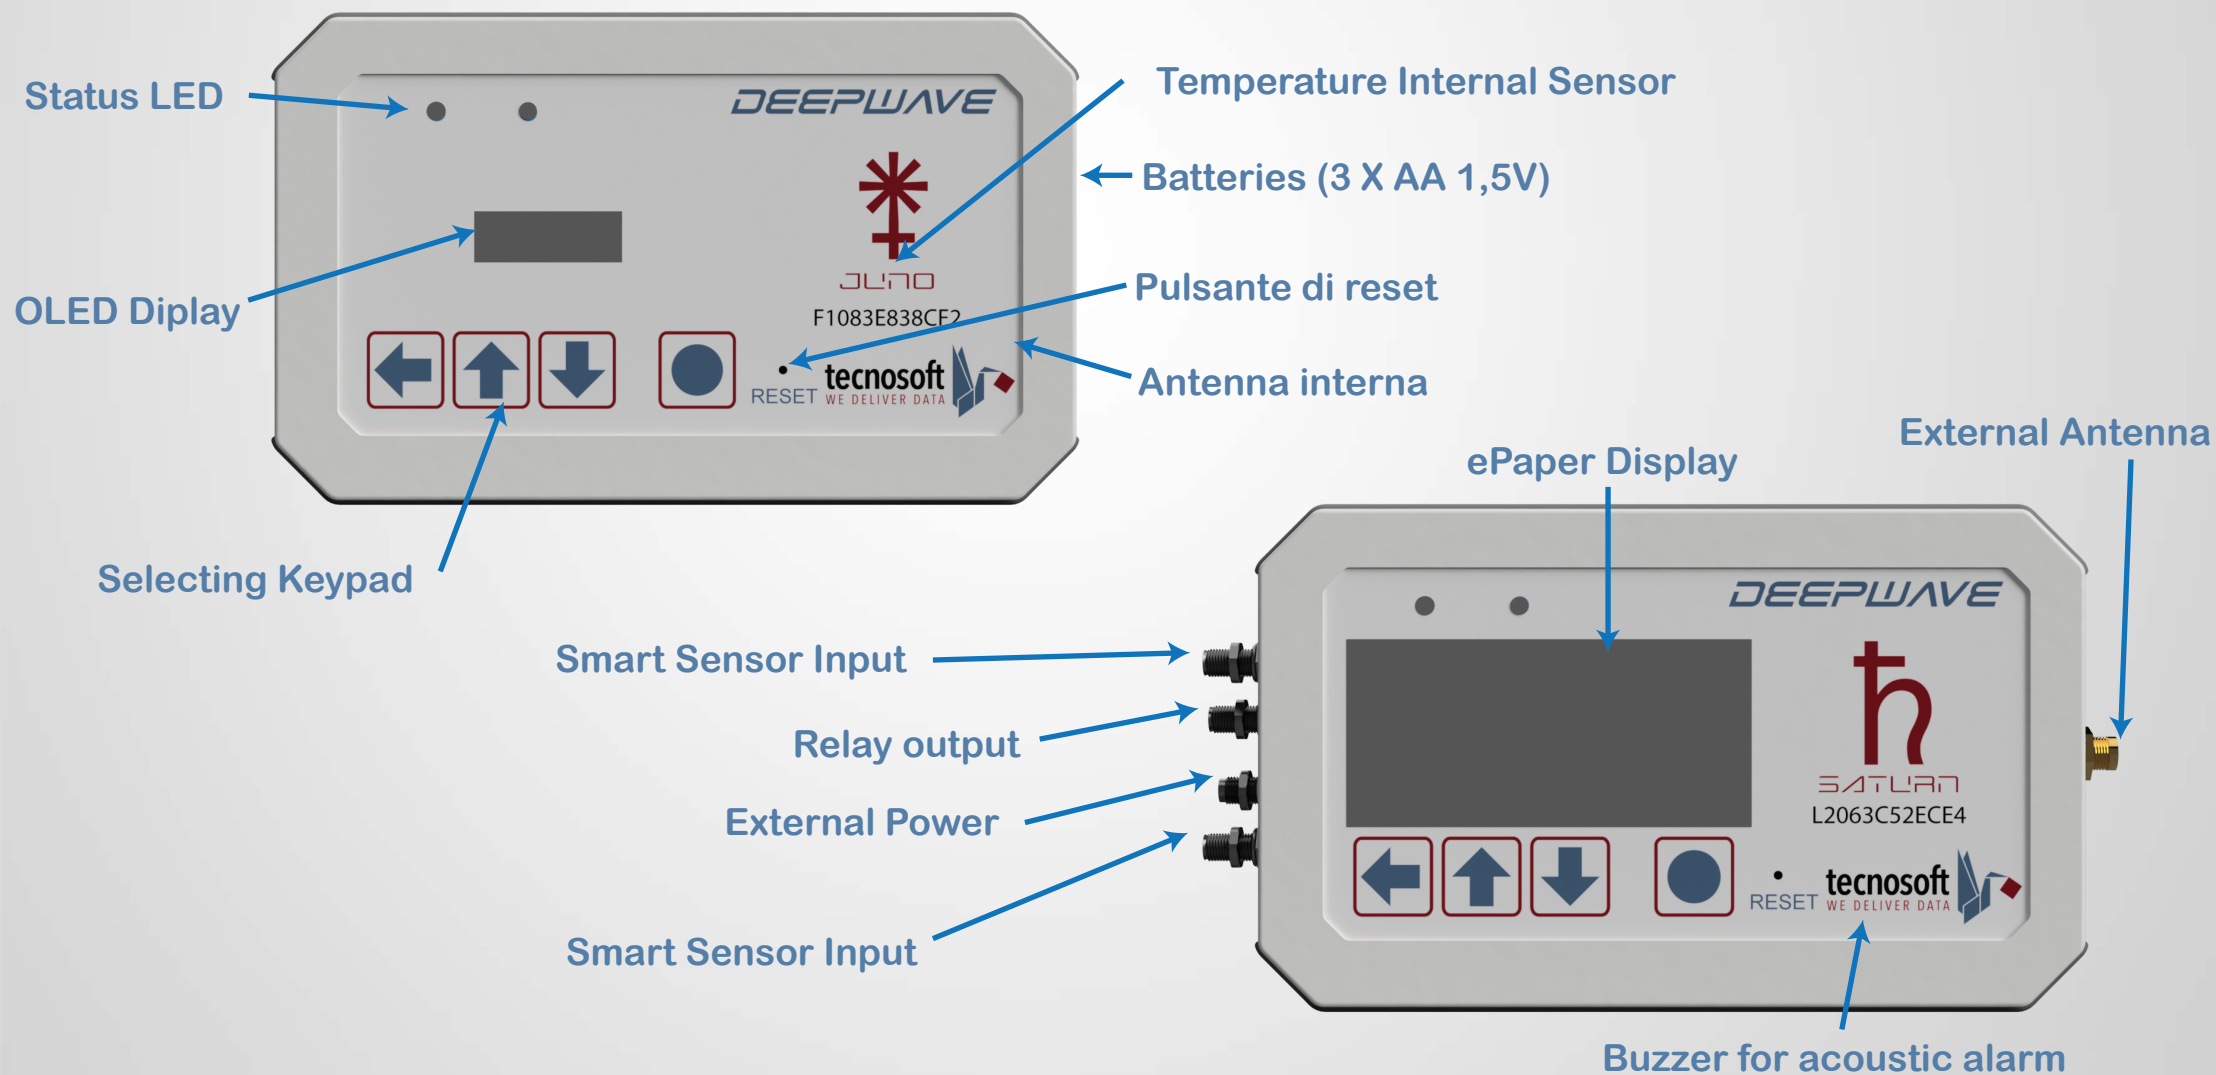 Status LED
DEEPWAVE
Temperature Internal Sensor
Batteries (3 X AA 1,5V)
OLED Diplay
JUNO
F1083E838CF2
Pulsante di reset
RESET
tecnosoft
WE DELIVER DATA
Antenna interna
Selecting Keypad
External Antenna
ePaper Display
DEEPWAVE
Smart Sensor Input
Relay output
External Power
Smart Sensor Input
SATURN
L2063C52ECE4
RESET
tecnosoft
WE DELIVER DATA
Buzzer for acoustic alarm